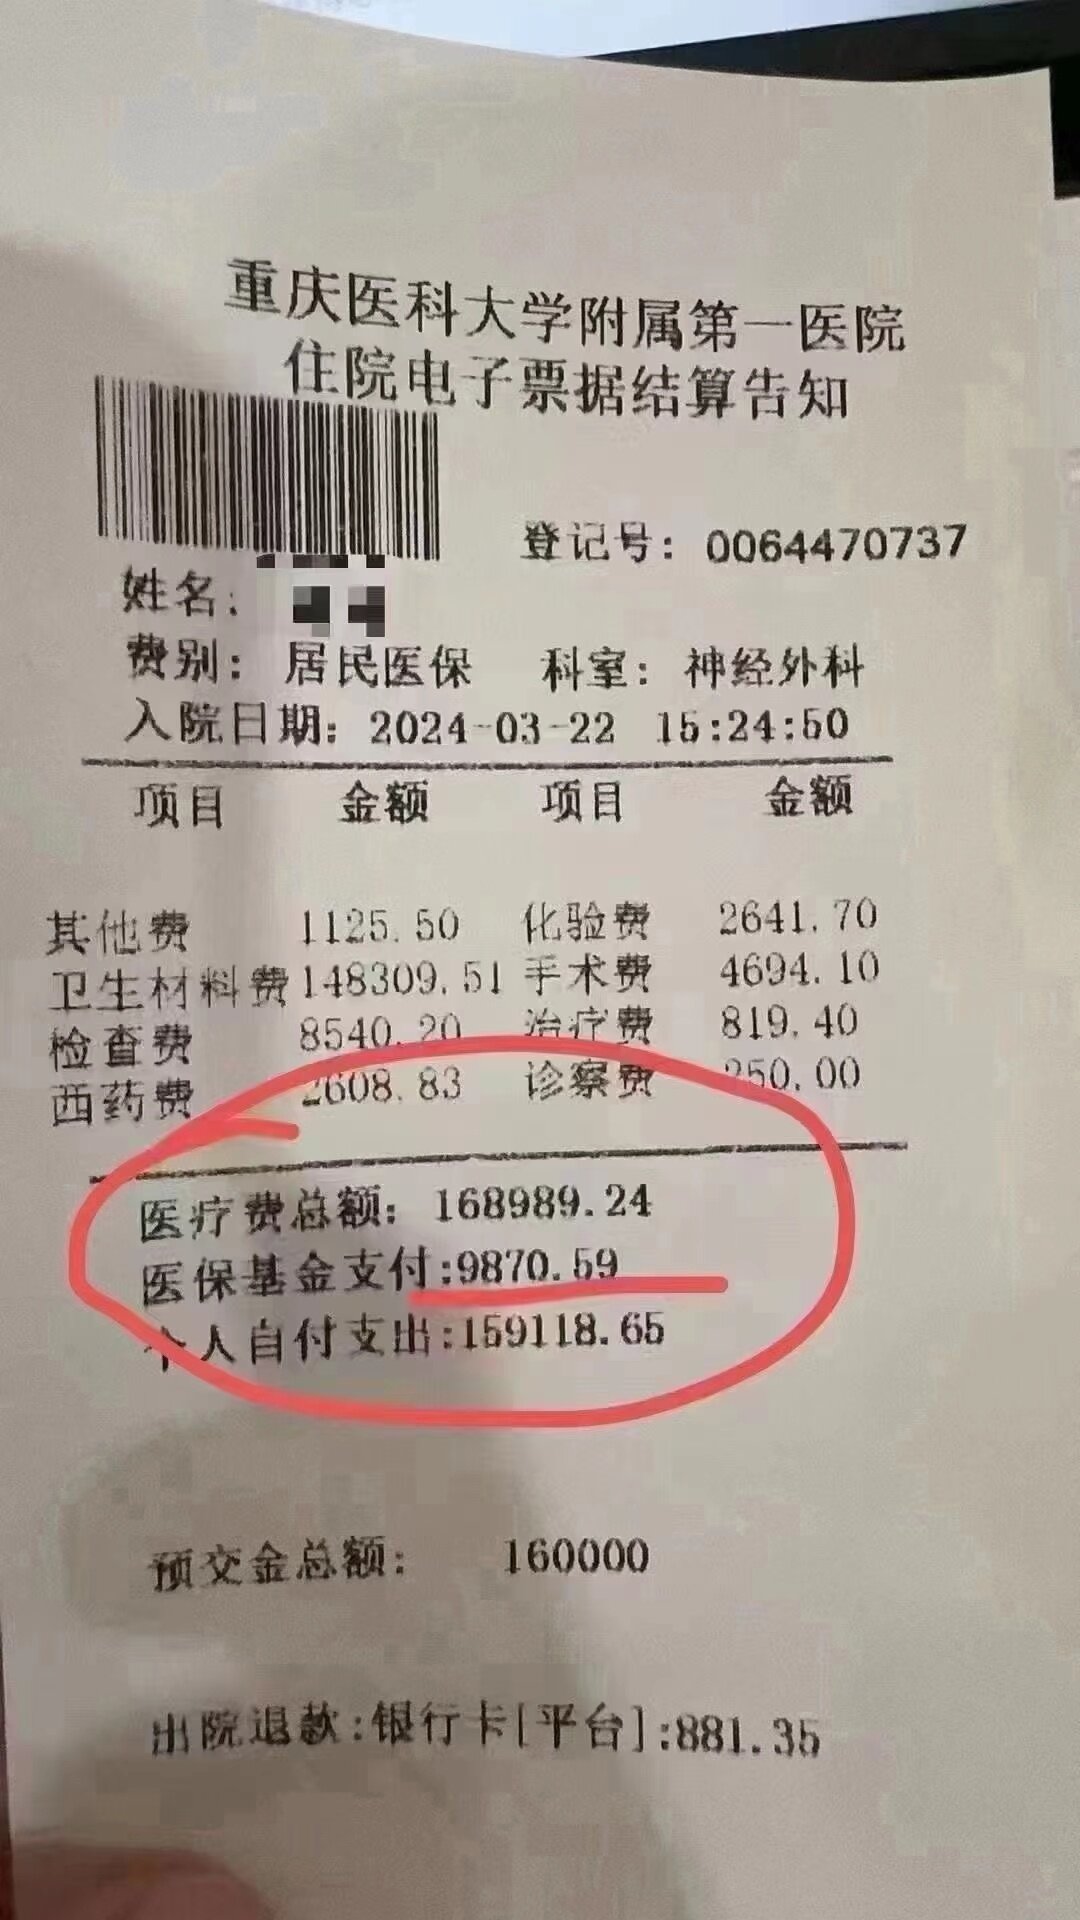 重庆医科大学附属第一医院
住院电子票据结算告知
登记号: 0064470737
姓名:
费别: 居民医保 科室: 神经外科
入院日期: 2024-03-22 15:24:50
项目 金额 项目 金额
其他费 1125.50 化验费 2641.70
卫生材料费 148309.51 手术费 4694.10
检查费 8540.20 治疗费 819.40
西药费 2608.83 诊察费 250.00
医疗费总额: 168989.24
医保基金支付:9870.59
个人自付支出:159118.65
预交金总额: 160000
出院退款:银行卡[平台]:881.35